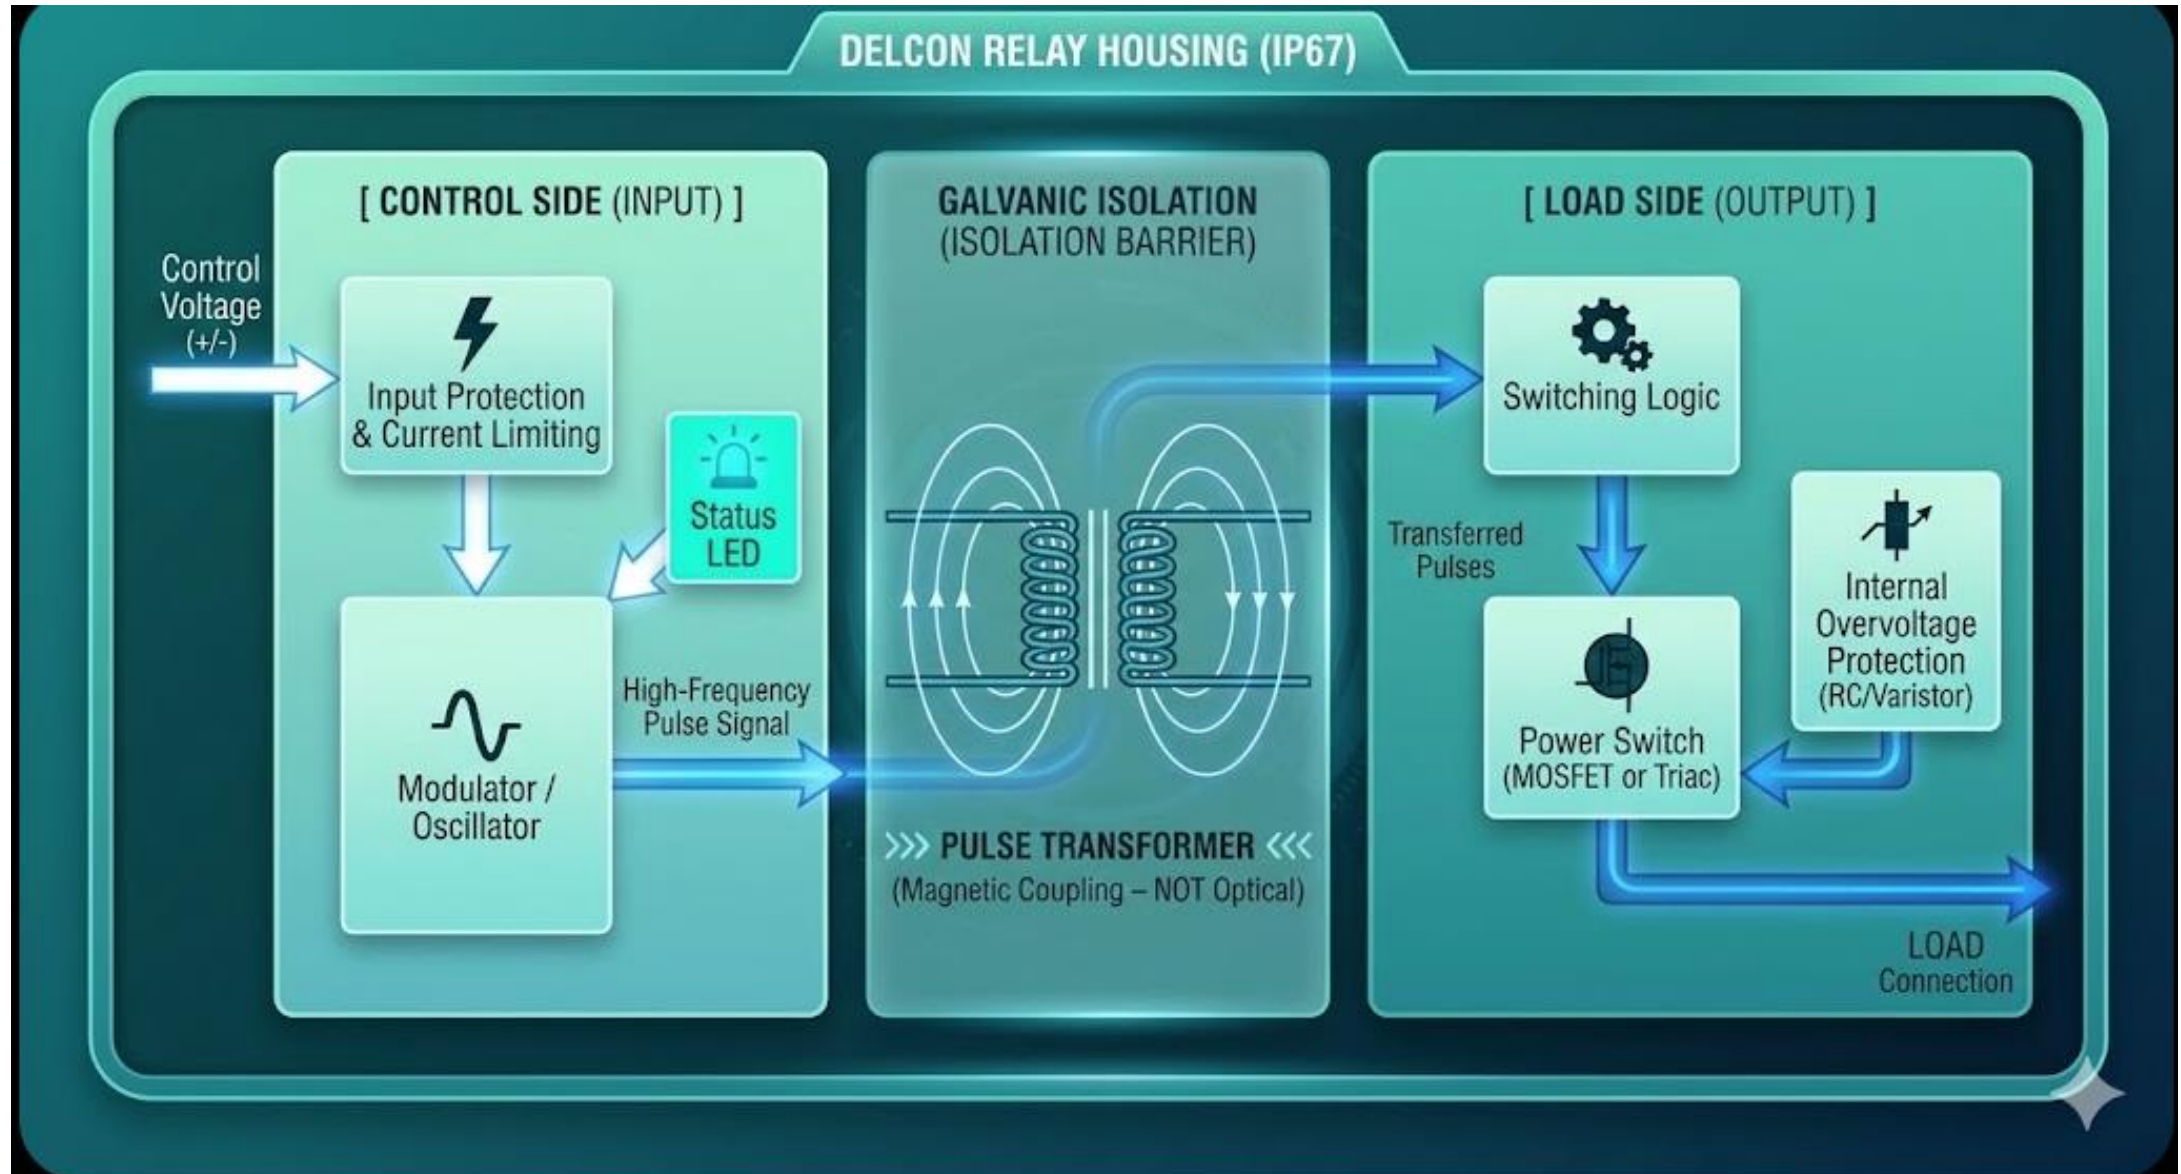 DELCON RELAY HOUSING (IP67)
[ CONTROL SIDE (INPUT) ]
Control
Voltage
(+/-)
Input Protection
& Current Limiting
Status
LED
Modulator /
Oscillator
High-Frequency
Pulse Signal
GALVANIC ISOLATION
(ISOLATION BARRIER)
>>> PULSE TRANSFORMER <<<
(Magnetic Coupling – NOT Optical)
[ LOAD SIDE (OUTPUT) ]
Switching Logic
Transferred
Pulses
Internal
Overvoltage
Protection
(RC/Varistor)
Power Switch
(MOSFET or Triac)
LOAD
Connection